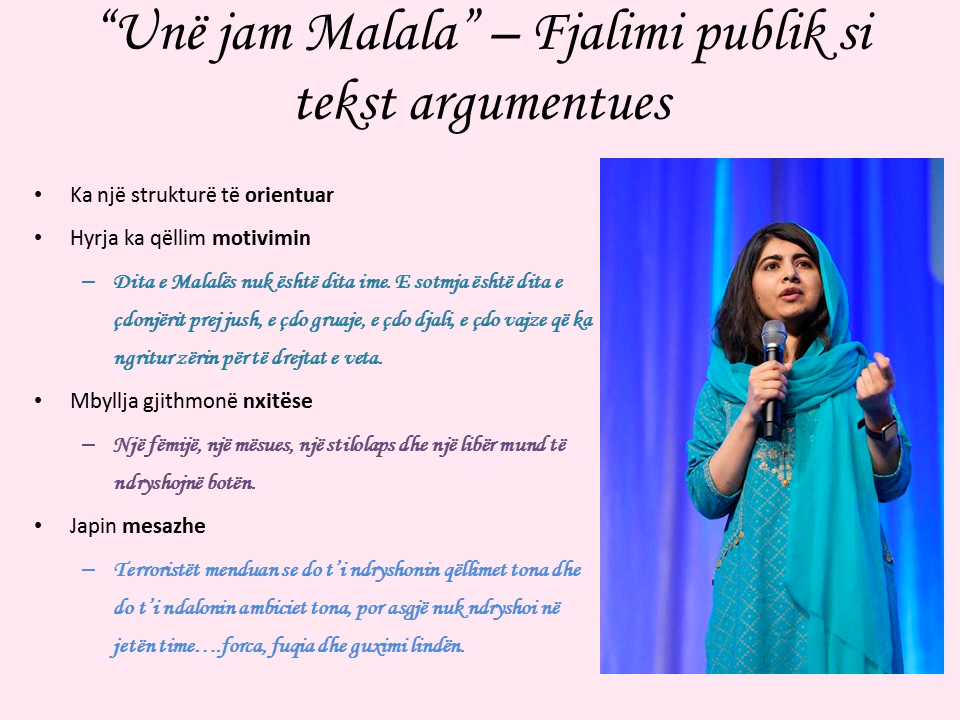 “Unë jam Malala” – Fjalimi publik si
tekst argumentues
• Ka një strukturë të orientuar
• Hyrja ka qëllim motivimin
– Dita e Malalës nuk është dita ime. E sotmja është dita e
çdonjërit prej jush, e çdo gruaje, e çdo djali, e çdo vajze që ka
ngritur zërin për të drejtat e veta.
• Mbyllja gjithmonë nxitëse
– Një fëmijë, një mësues, një stilolaps dhe një libër mund të
ndryshojnë botën.
• Japin mesazhe
– Terroristët menduan se do t’i ndryshonin qëllimet tona dhe
do t’i ndalonin ambiciet tona, por asgjë nuk ndryshoi në
jetën time….forca, fuqia dhe guximi lindën.